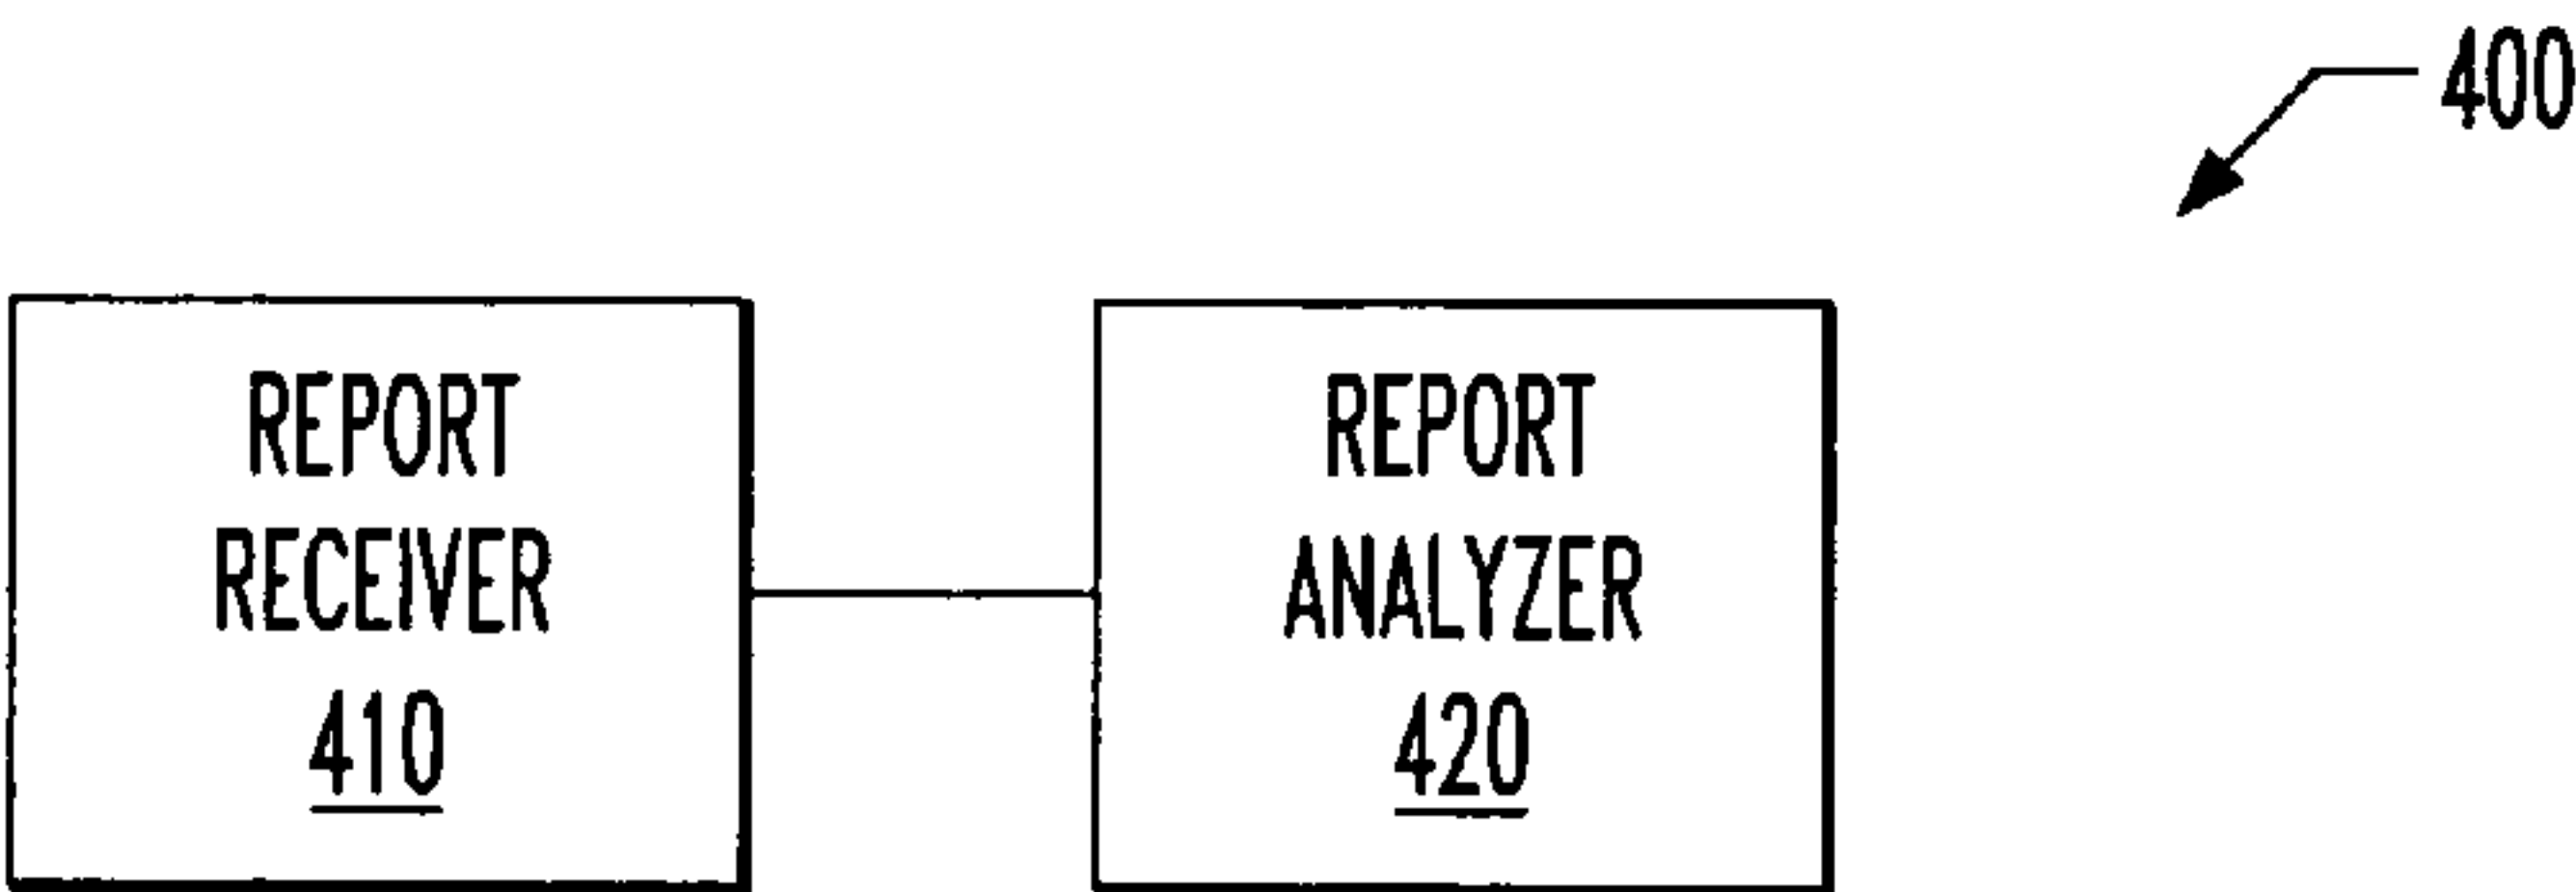 400
REPORT
RECEIVER
410
REPORT
ANALYZER
420